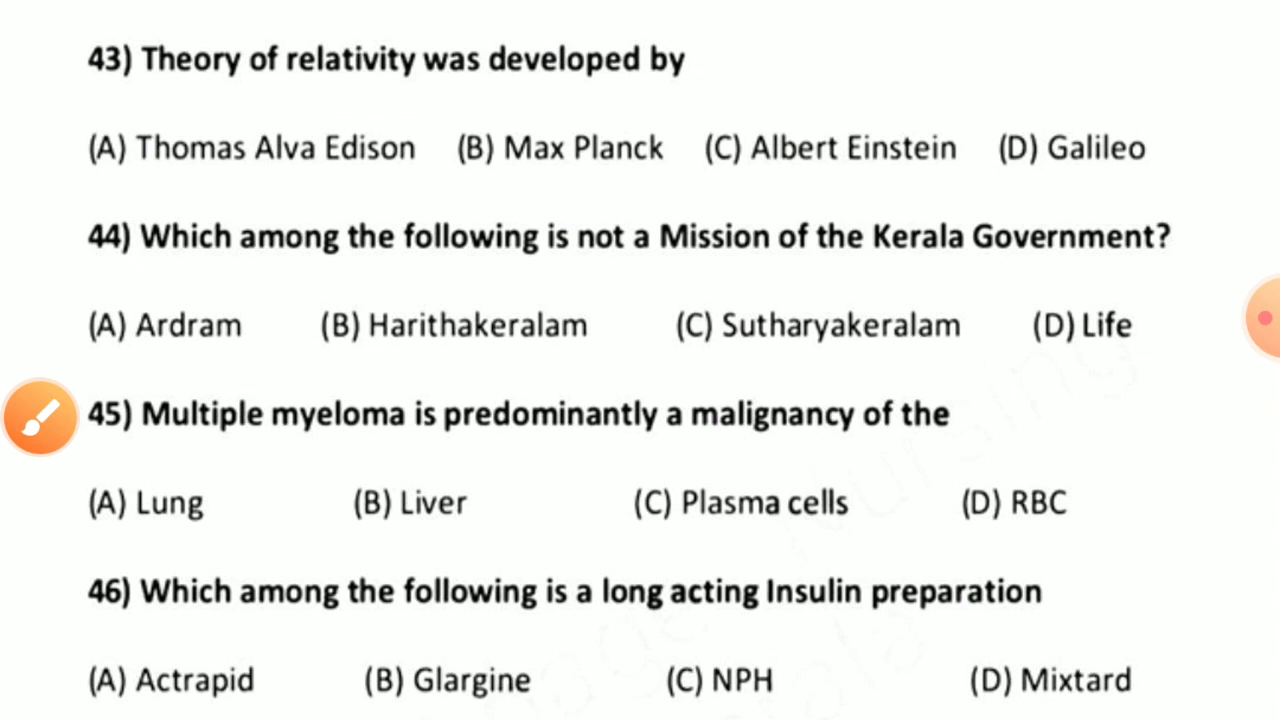 43) Theory of relativity was developed by
(A) Thomas Alva Edison (B) Max Planck (C) Albert Einstein (D) Galileo
44) Which among the following is not a Mission of the Kerala Government?
(A) Ardram (B) Harithakeralam (C) Sutharyakeralam (D) Life
45) Multiple myeloma is predominantly a malignancy of the
(A) Lung (B) Liver (C) Plasma cells (D) RBC
46) Which among the following is a long acting Insulin preparation
(A) Actrapid (B) Glargine (C) NPH (D) Mixtard